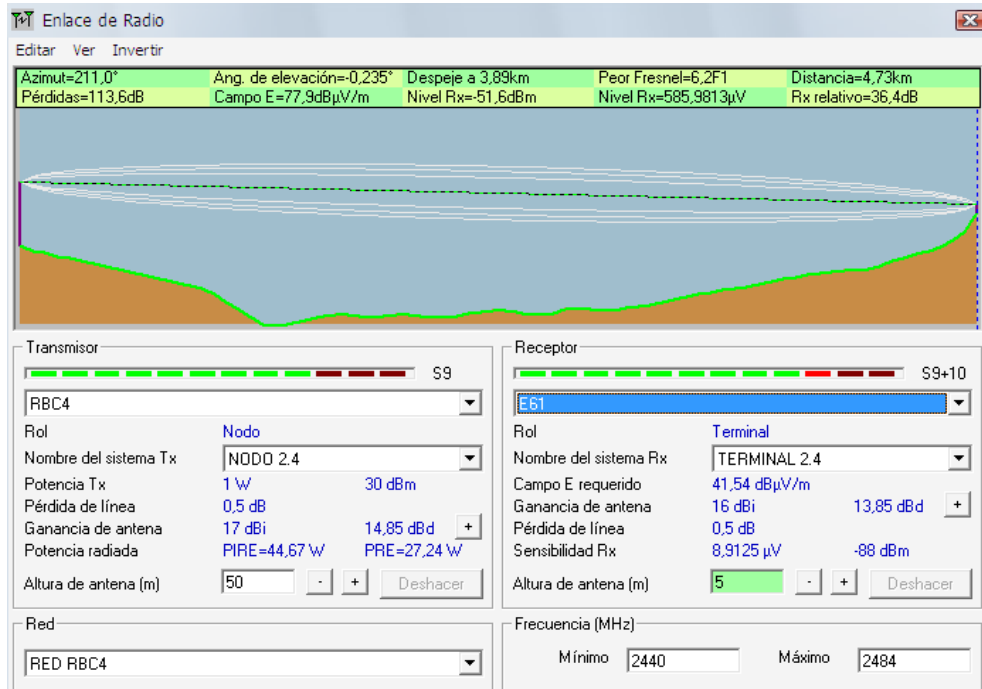 Enlace de Radio
Editar Ver Invertir
Azimut=211,0° Ang. de elevación=-0,235° Despeje a 3,89km Peor Fresnel=6,2F1 Distancia=4,73km
Pérdidas=113,6dB Campo E=77,9dBµV/m Nivel Rx=-51,6dBm Nivel Rx=585,9813µV Rx relativo=36,4dB
Transmisor
S9
RBC4
Rol Nodo
Nombre del sistema Tx NODO 2.4
Potencia Tx 1 W 30 dBm
Pérdida de línea 0,5 dB
Ganancia de antena 17 dBi 14,85 dBd +
Potencia radiada PIRE=44,67 W PRE=27,24 W
Altura de antena (m) 50 - + Deshacer
Receptor
S9+10
E61
Rol Terminal
Nombre del sistema Rx TERMINAL 2.4
Campo E requerido 41,54 dBµV/m
Ganancia de antena 16 dBi 13,85 dBd +
Pérdida de línea 0,5 dB
Sensibilidad Rx 8,9125 µV -88 dBm
Altura de antena (m) 5 - + Deshacer
Red
RED RBC4
Frecuencia (MHz)
Mínimo 2440 Máximo 2484